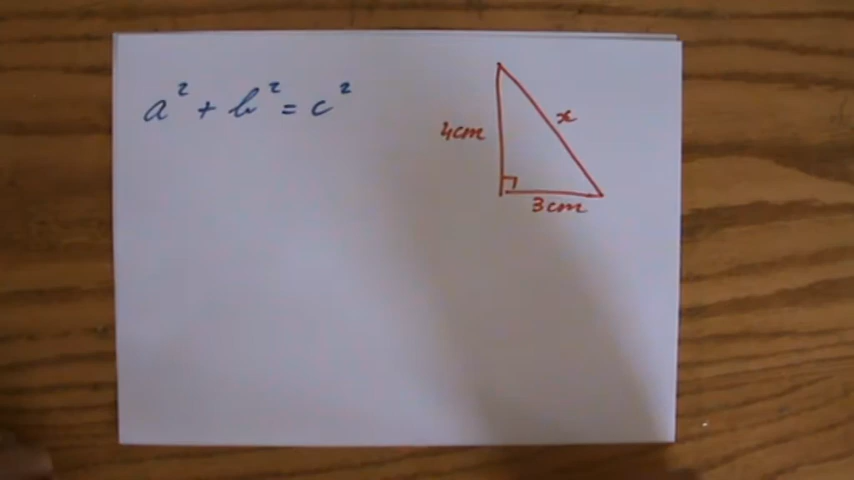 a² + b² = c²
4cm
x
3cm